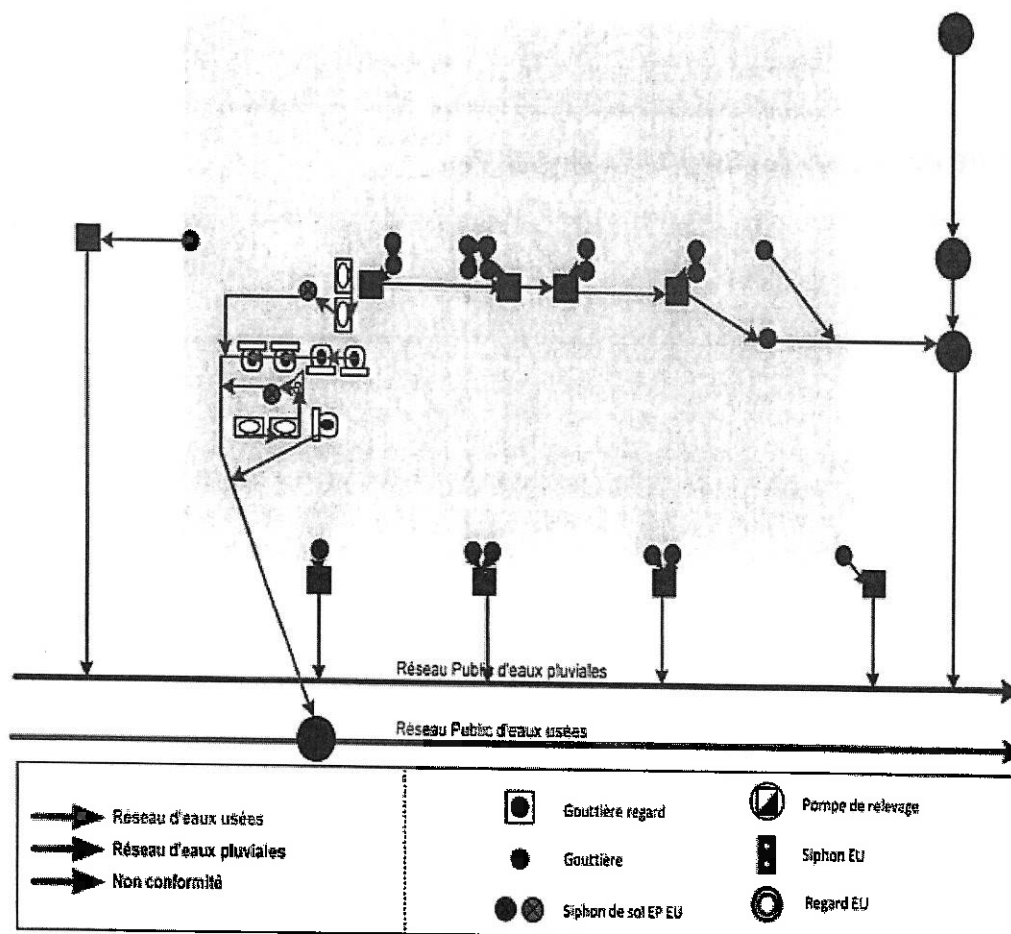 Réseau Public d'eaux pluviales
Réseau Public d'eaux usées
Réseau d'eaux usées
Réseau d'eaux pluviales
Non conformité
Gouttière regard
Gouttière
Siphon de sol EP EU
Pompe de relevage
Siphon EU
Regard EU